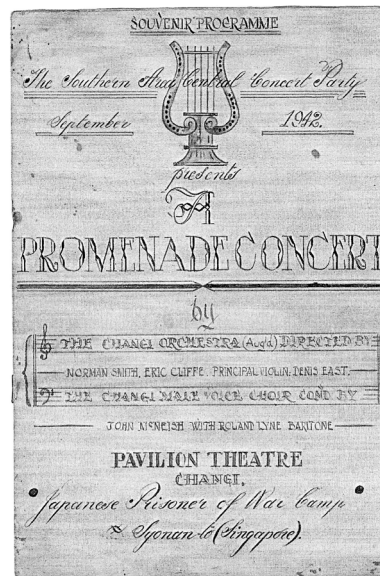 SOUVENIR PROGRAMME
The Southern Area Central Concert Party
September 1942.
presents
A
PROMENADE CONCERT
by
THE CHANGI ORCHESTRA (Aug'd) DIRECTED BY
NORMAN SMITH, ERIC CLIFFE. PRINCIPAL VIOLIN: DENIS EAST.
THE CHANGI MALE VOICE CHOIR COND BY
JOHN McNEISH WITH ROLAND LYNE BARITONE
PAVILION THEATRE
CHANGI,
Japanese Prisoner of War Camp
Syonan-to (Singapore).